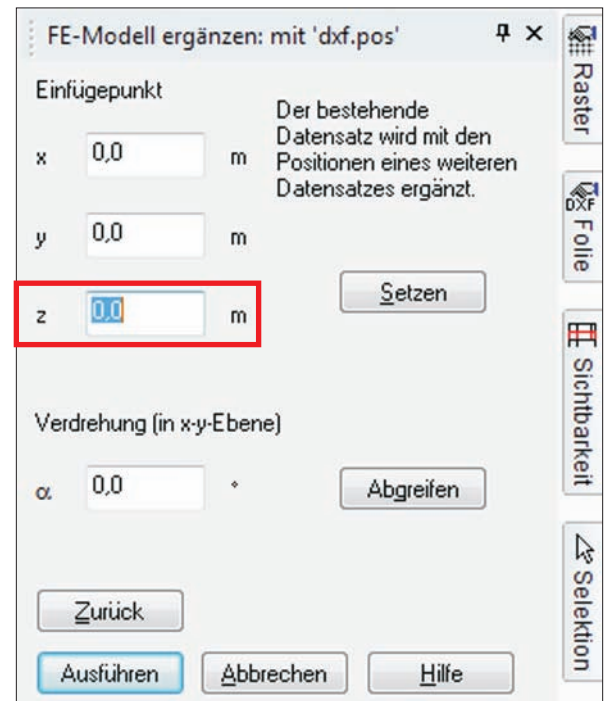 FE-Modell ergänzen: mit 'dxf.pos'
Einfügepunkt
Der bestehende
Datensatz wird mit den
Positionen eines weiteren
Datensatzes ergänzt.
x 0,0 m
y 0,0 m
z 0,0 m
Setzen
Verdrehung (in x-y-Ebene)
α 0,0 °
Abgreifen
Zurück
Ausführen
Abbrechen
Hilfe
Raster
DXF
Folie
Sichtbarkeit
Selektion